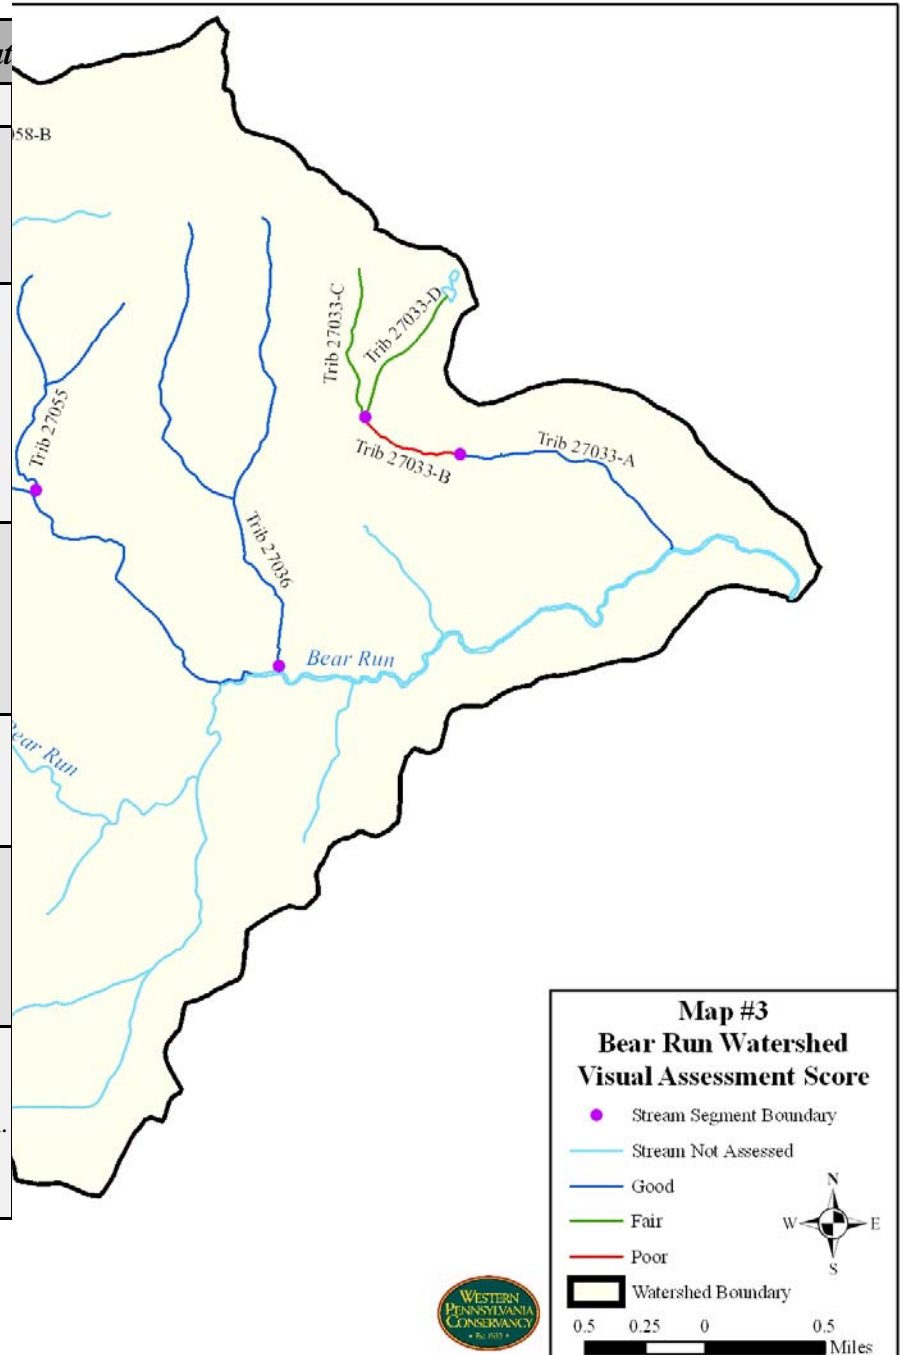 58-B
Trib 27033-C
Trib 27033-D
Trib 27055
Trib 27033-B
Trib 27033-A
Trib 27036
Bear Run
Bear Run
Map #3
Bear Run Watershed
Visual Assessment Score
Stream Segment Boundary
Stream Not Assessed
Good
Fair
Poor
Watershed Boundary
N
W E
S
0.5 0.25 0 0.5
Miles
WESTERN
PENNSYLVANIA
CONSERVANCY